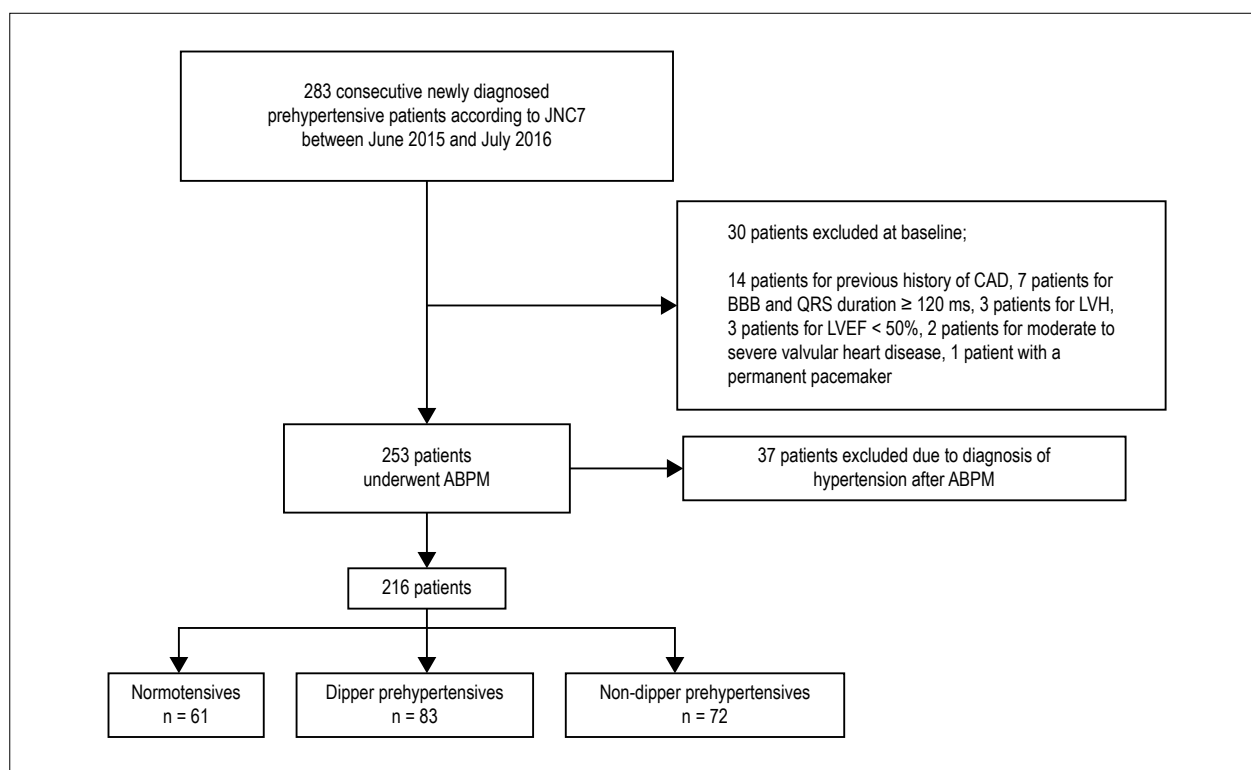 283 consecutive newly diagnosed
prehypertensive patients according to JNC7
between June 2015 and July 2016
30 patients excluded at baseline;
14 patients for previous history of CAD, 7 patients for
BBB and QRS duration ≥ 120 ms, 3 patients for LVH,
3 patients for LVEF < 50%, 2 patients for moderate to
severe valvular heart disease, 1 patient with a
permanent pacemaker
253 patients
underwent ABPM
37 patients excluded due to diagnosis of
hypertension after ABPM
216 patients
Normotensives
n = 61
Dipper prehypertensives
n = 83
Non-dipper prehypertensives
n = 72